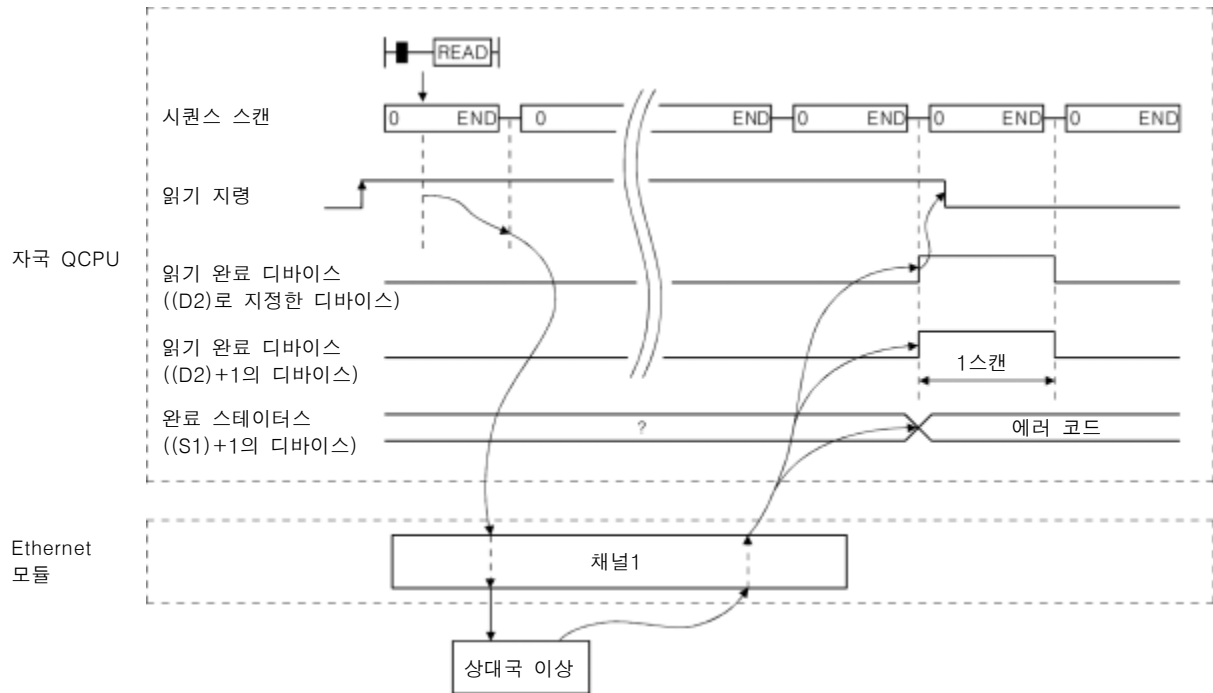 READ
시퀀스 스캔
0 END 0 END 0 END 0 END 0 END
읽기 지령
자국 QCPU
읽기 완료 디바이스
((D2)로 지정한 디바이스)
읽기 완료 디바이스
((D2)+1의 디바이스)
1스캔
완료 스테이터스
((S1)+1의 디바이스)
?
에러 코드
Ethernet
모듈
채널1
상대국 이상